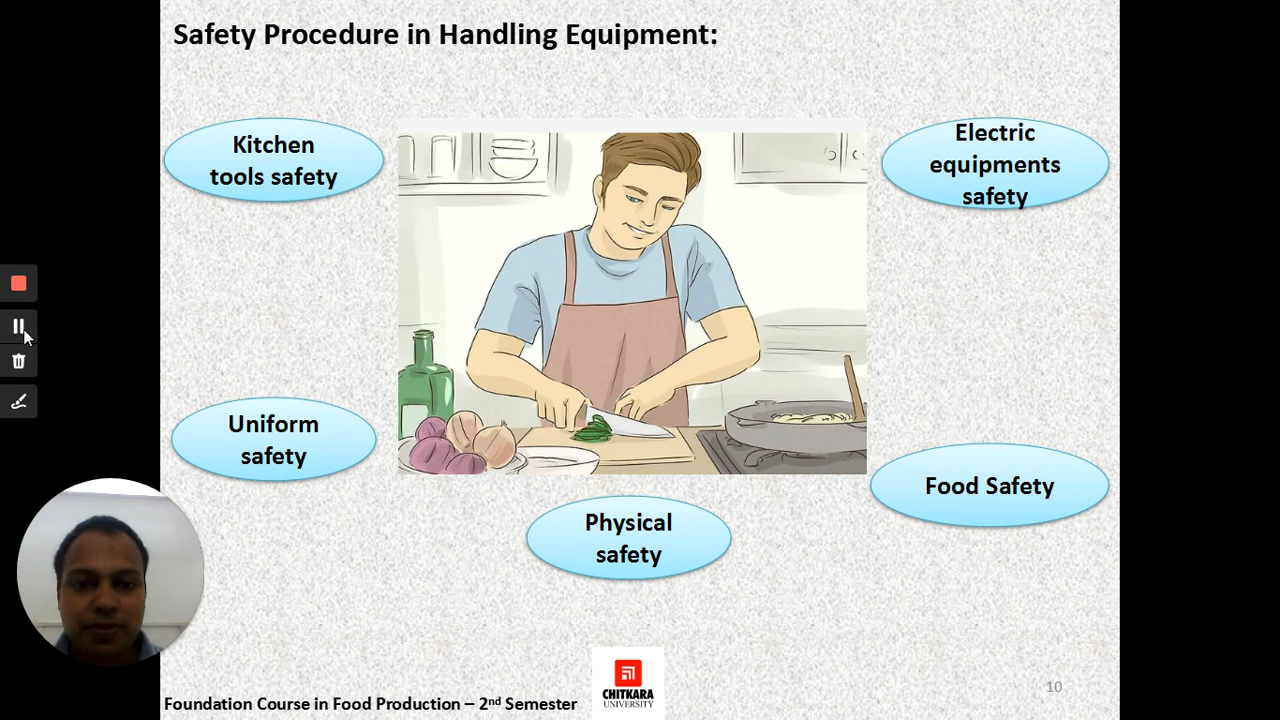 Safety Procedure in Handling Equipment:
Kitchen
tools safety
Electric
equipments
safety
Uniform
safety
Food Safety
Physical
safety
CHITKARA
UNIVERSITY
10
Foundation Course in Food Production – 2nd Semester